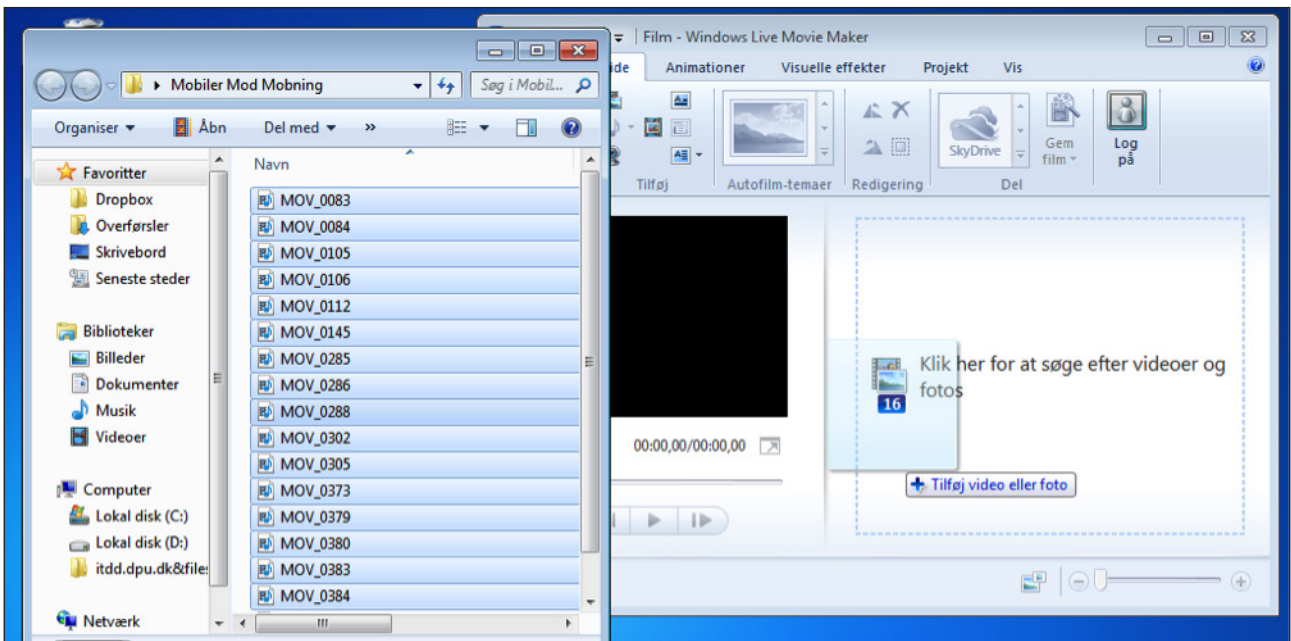 Mobiler Mod Mobning
Søg i Mobil...
Organiser
Åbn
Del med
»
Favoritter
Dropbox
Overførsler
Skrivebord
Seneste steder
Biblioteker
Billeder
Dokumenter
Musik
Videoer
Computer
Lokal disk (C:)
Lokal disk (D:)
itdd.dpu.dk&file
Netværk
Navn
MOV_0083
MOV_0084
MOV_0105
MOV_0106
MOV_0112
MOV_0145
MOV_0285
MOV_0286
MOV_0288
MOV_0302
MOV_0305
MOV_0373
MOV_0379
MOV_0380
MOV_0383
MOV_0384
Film - Windows Live Movie Maker
ide
Animationer
Visuelle effekter
Projekt
Vis
SkyDrive
Gem
film
Log
på
Tilføj
Autofilm-temaer
Redigering
Del
Klik her for at søge efter videoer og
fotos
16
00:00,00/00:00,00
Tilføj video eller foto